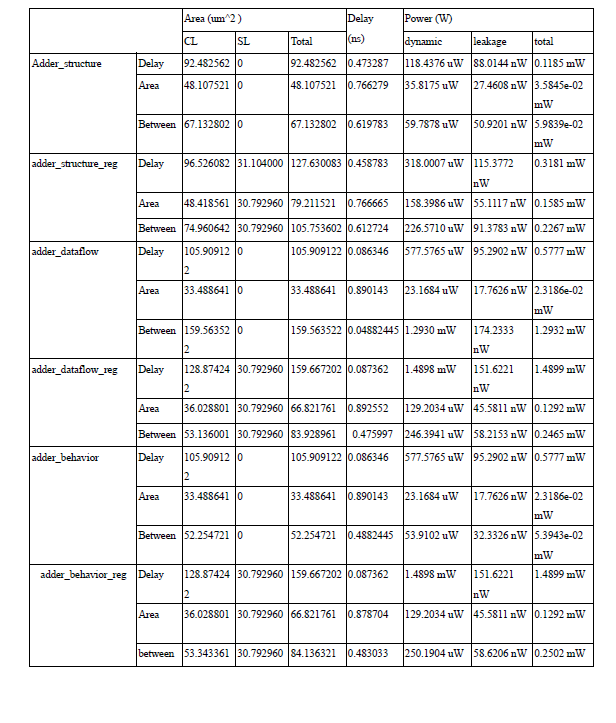 Area (um^2 ) Delay Power (W)
CL SL Total (ns) dynamic leakage total
Adder_structure Delay 92.482562 0 92.482562 0.473287 118.4376 uW 88.0144 nW 0.1185 mW
Area 48.107521 0 48.107521 0.766279 35.8175 uW 27.4608 nW 3.5845e-02
mW
Between 67.132802 0 67.132802 0.619783 59.7878 uW 50.9201 nW 5.9839e-02
mW
adder_structure_reg Delay 96.526082 31.104000 127.630083 0.458783 318.0007 uW 115.3772 0.3181 mW
nW
Area 48.418561 30.792960 79.211521 0.766665 158.3986 uW 55.1117 nW 0.1585 mW
Between 74.960642 30.792960 105.753602 0.612724 226.5710 uW 91.3783 nW 0.2267 mW
adder_dataflow Delay 105.90912 0 105.909122 0.086346 577.5765 uW 95.2902 nW 0.5777 mW
2
Area 33.488641 0 33.488641 0.890143 23.1684 uW 17.7626 nW 2.3186e-02
mW
Between 159.56352 0 159.563522 0.04882445 1.2930 mW 174.2333 1.2932 mW
2 nW
adder_dataflow_reg Delay 128.87424 30.792960 159.667202 0.087362 1.4898 mW 151.6221 1.4899 mW
2 nW
Area 36.028801 30.792960 66.821761 0.892552 129.2034 uW 45.5811 nW 0.1292 mW
Between 53.136001 30.792960 83.928961 0.475997 246.3941 uW 58.2153 nW 0.2465 mW
adder_behavior Delay 105.90912 0 105.909122 0.086346 577.5765 uW 95.2902 nW 0.5777 mW
2
Area 33.488641 0 33.488641 0.890143 23.1684 uW 17.7626 nW 2.3186e-02
mW
Between 52.254721 0 52.254721 0.4882445 53.9102 uW 32.3326 nW 5.3943e-02
mW
adder_behavior_reg Delay 128.87424 30.792960 159.667202 0.087362 1.4898 mW 151.6221 1.4899 mW
2 nW
Area 36.028801 30.792960 66.821761 0.878704 129.2034 uW 45.5811 nW 0.1292 mW
between 53.343361 30.792960 84.136321 0.483033 250.1904 uW 58.6206 nW 0.2502 mW